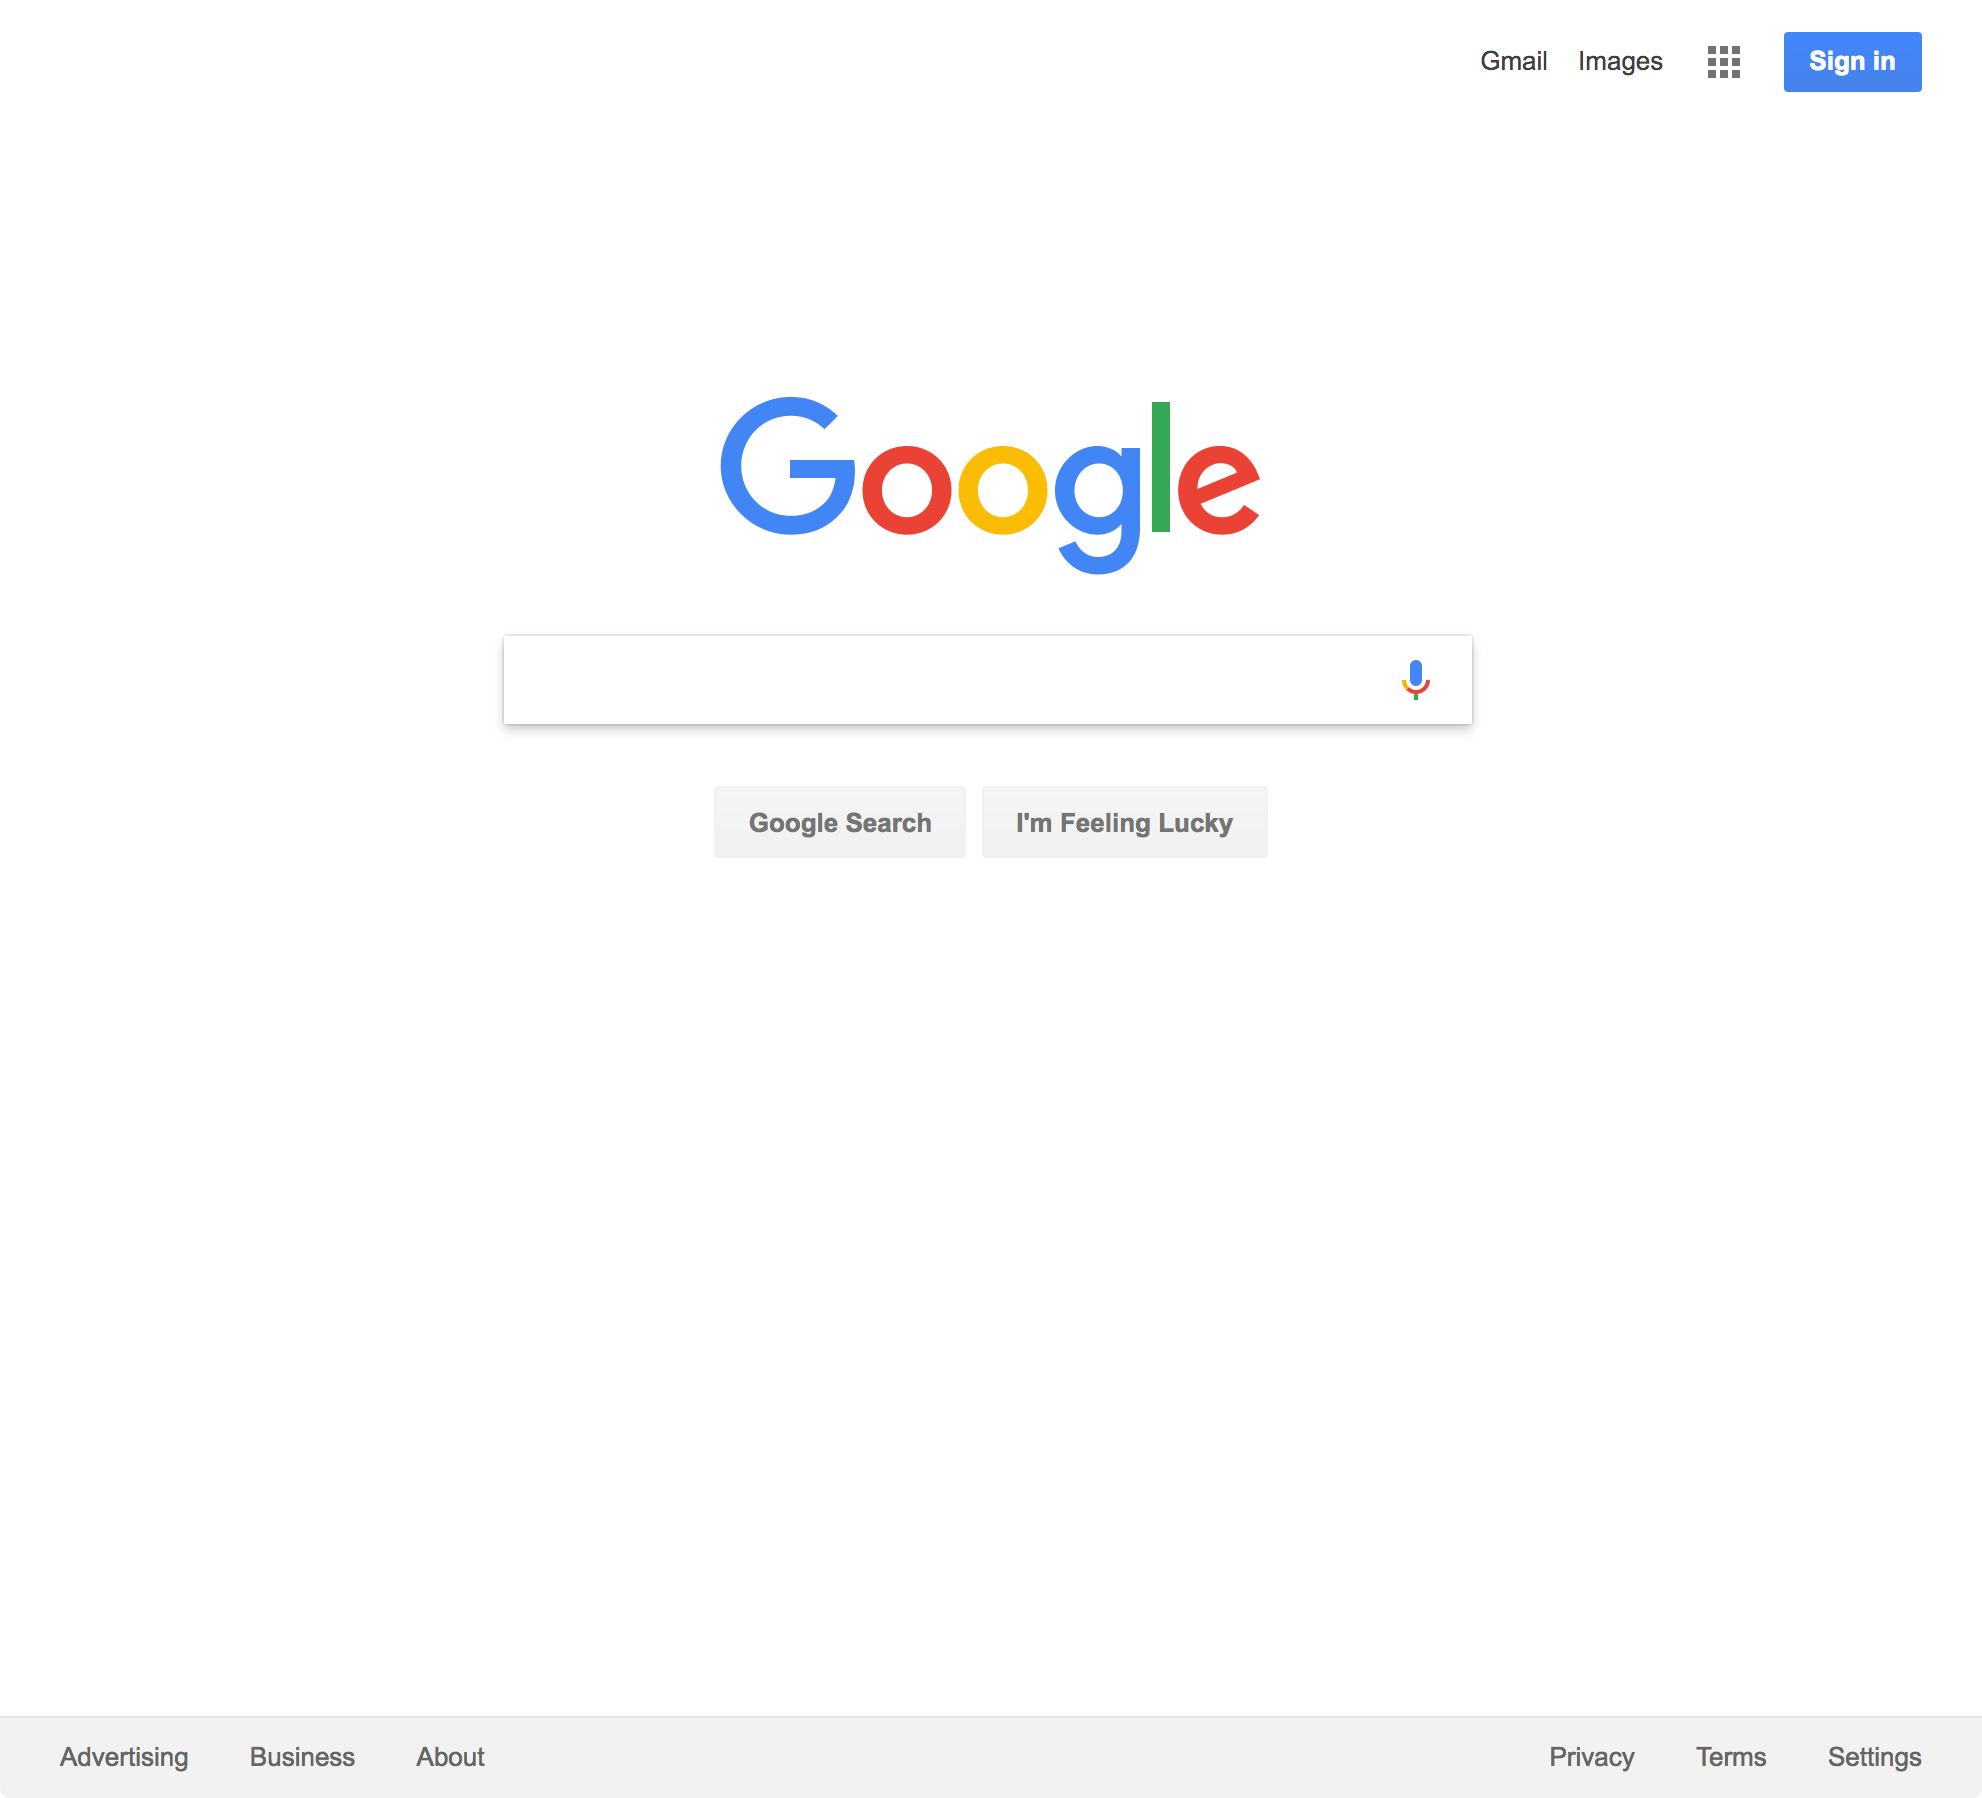 Gmail Images Sign in
Google
Google Search I'm Feeling Lucky
Advertising Business About Privacy Terms Settings